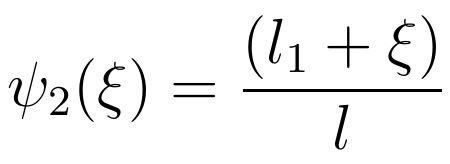 ψ₂(ξ) = (l₁ + ξ) / l